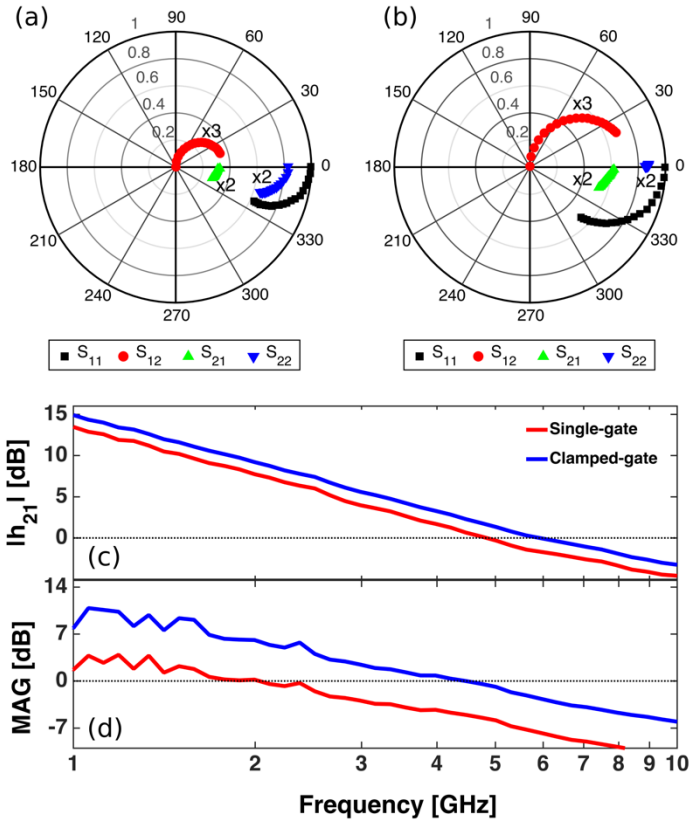 (a)
(b)
90
60
30
0
330
300
270
240
210
180
150
120
1
0.8
0.6
0.4
0.2
x3
x2
x2
90
60
30
0
330
300
270
240
210
180
150
120
1
0.8
0.6
0.4
0.2
x3
x2
x2
S11 S12 S21 S22
S11 S12 S21 S22
|h21| [dB]
15
10
5
0
Single-gate
Clamped-gate
(c)
MAG [dB]
14
7
0
-7
(d)
1 2 3 4 5 6 7 8 9 10
Frequency [GHz]